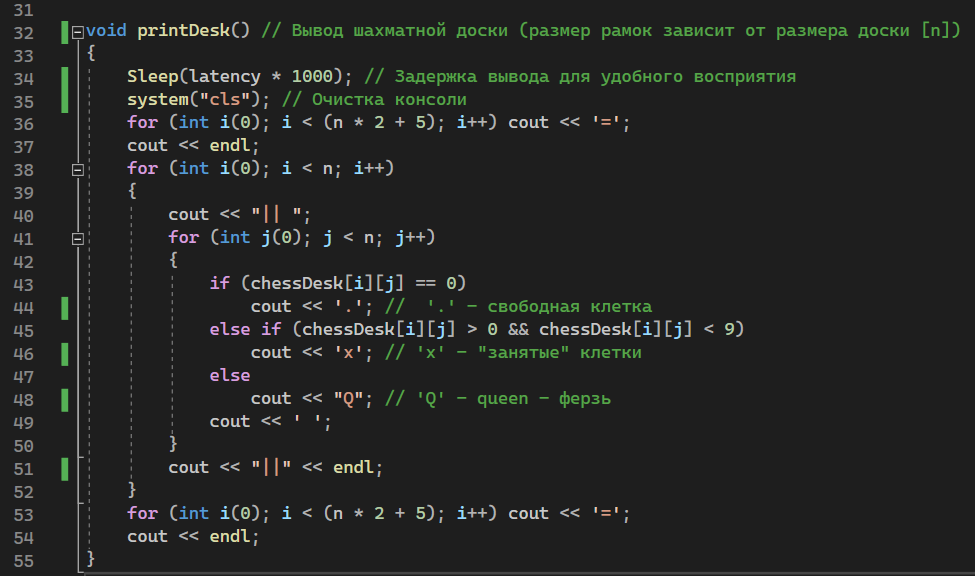 31
32 void printDesk() // Вывод шахматной доски (размер рамок зависит от размера доски [n])
33 {
34     Sleep(latency * 1000); // Задержка вывода для удобного восприятия
35     system("cls"); // Очистка консоли
36     for (int i(0); i < (n * 2 + 5); i++) cout << '=';
37     cout << endl;
38     for (int i(0); i < n; i++)
39     {
40         cout << "|| ";
41         for (int j(0); j < n; j++)
42         {
43             if (chessDesk[i][j] == 0)
44                 cout << '.'; //  '.' - свободная клетка
45             else if (chessDesk[i][j] > 0 && chessDesk[i][j] < 9)
46                 cout << 'x'; // 'x' - "занятые" клетки
47             else
48                 cout << "Q"; // 'Q' - queen - ферзь
49             cout << ' ';
50         }
51         cout << "||" << endl;
52     }
53     for (int i(0); i < (n * 2 + 5); i++) cout << '=';
54     cout << endl;
55 }